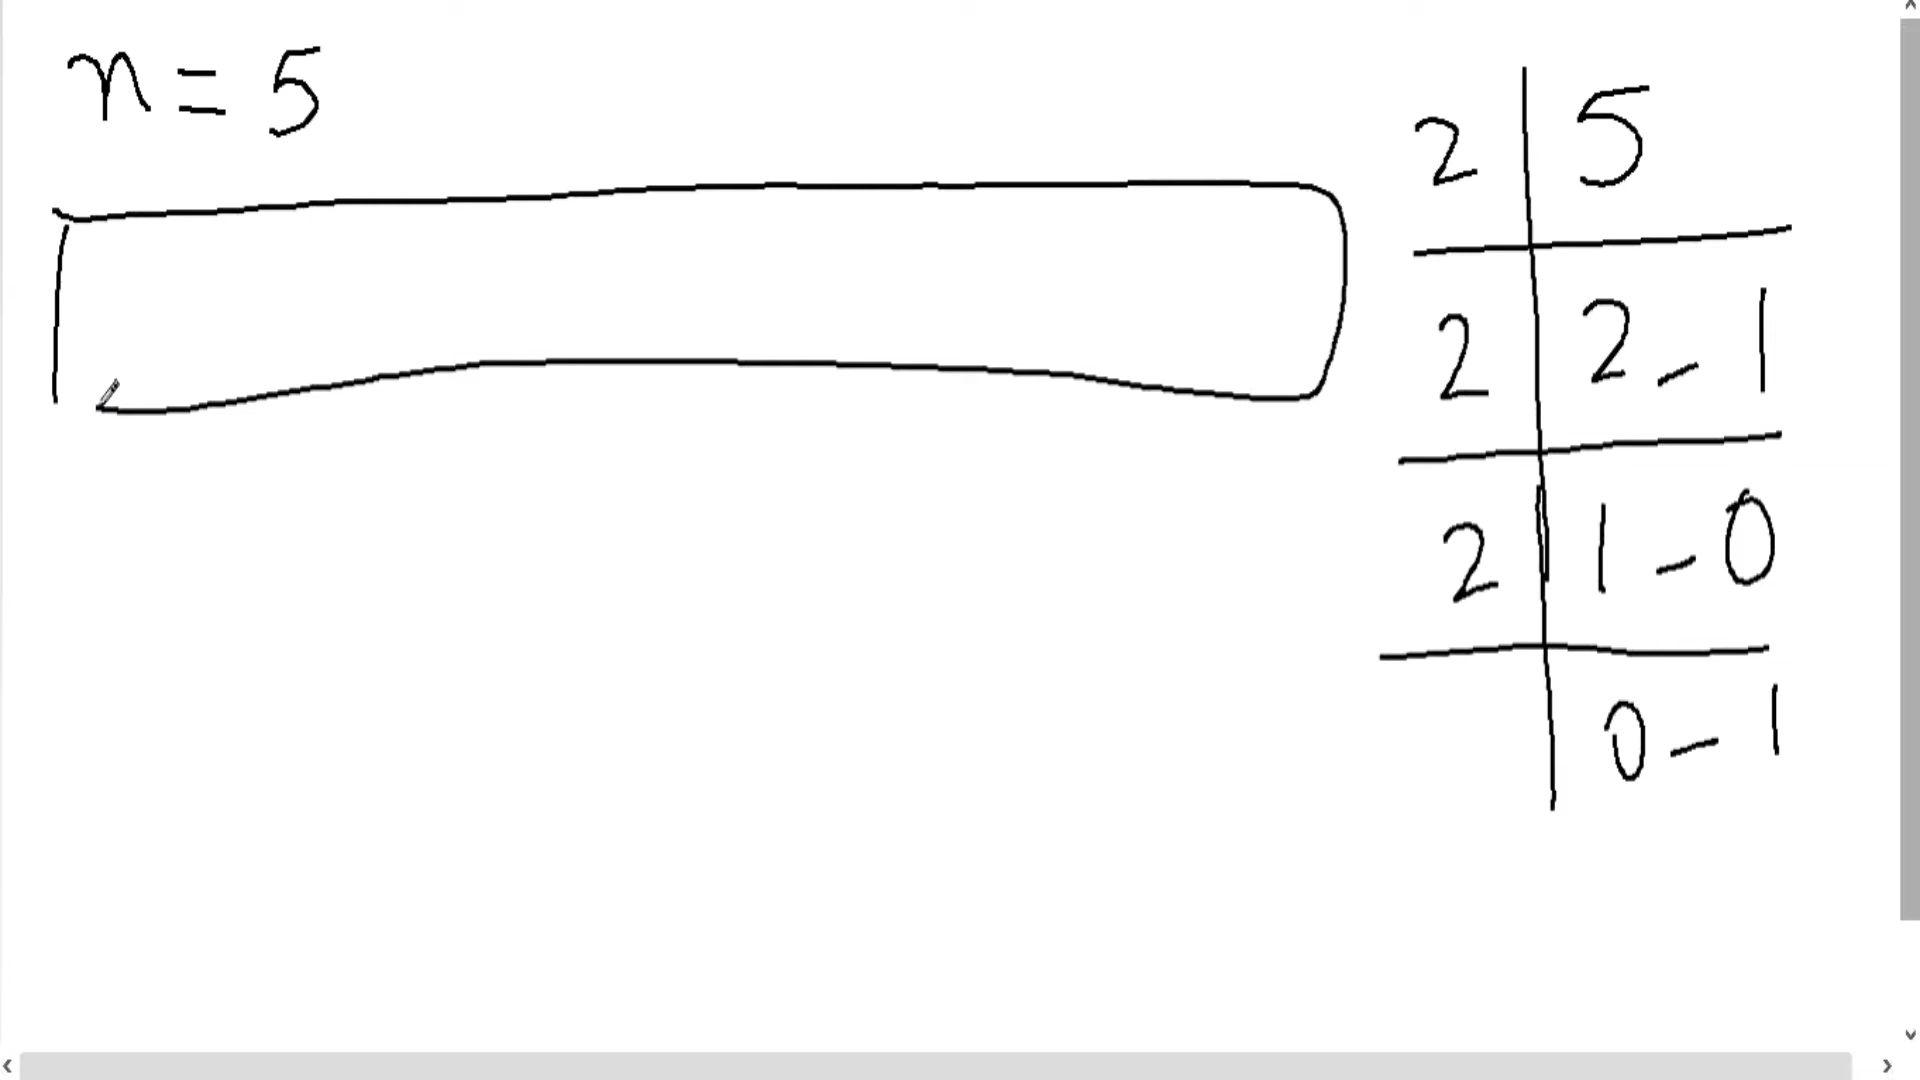 n = 5
2 | 5
2 | 2 - 1
2 | 1 - 0
0 - 1